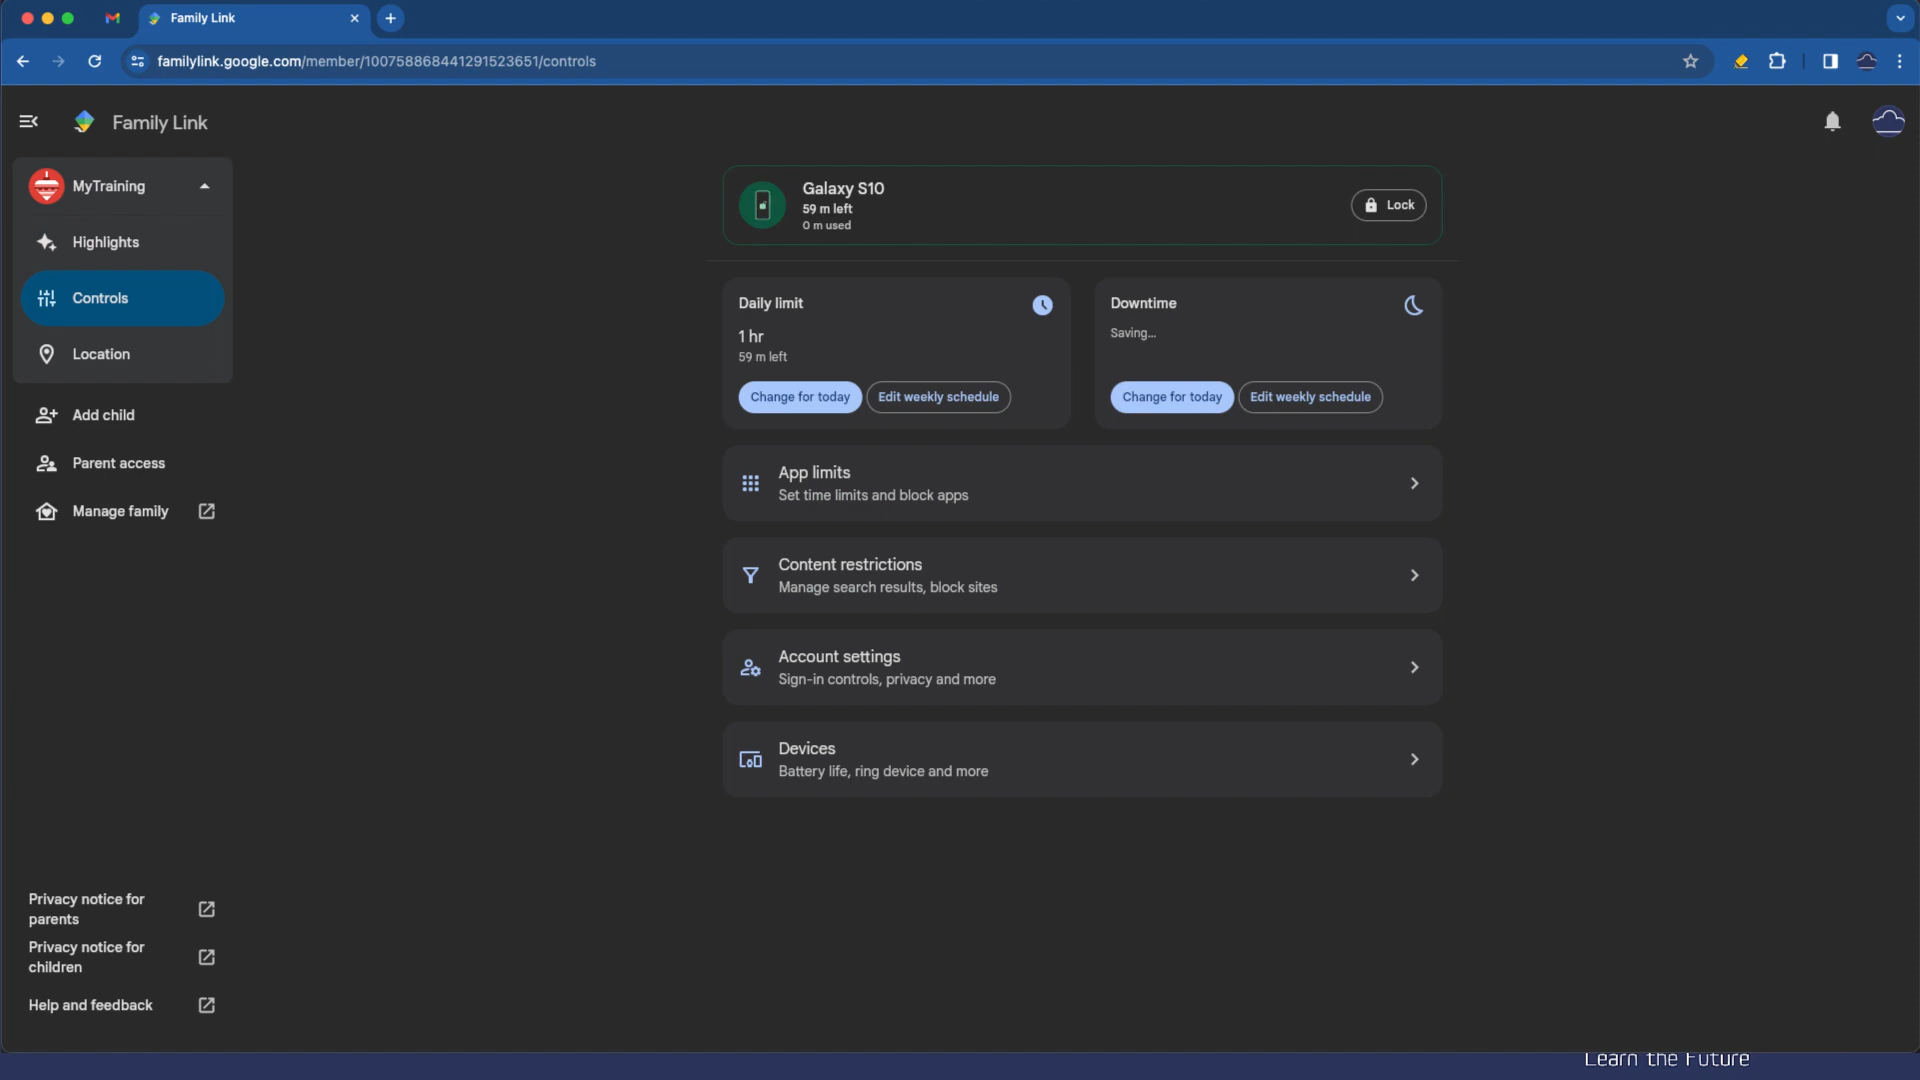 Family Link
familylink.google.com/member/100758868441291523651/controls
Family Link
MyTraining
Highlights
Controls
Location
Add child
Parent access
Manage family
Galaxy S10
59 m left
0 m used
Lock
Daily limit
1 hr
59 m left
Change for today
Edit weekly schedule
Downtime
Saving...
Change for today
Edit weekly schedule
App limits
Set time limits and block apps
Content restrictions
Manage search results, block sites
Account settings
Sign-in controls, privacy and more
Devices
Battery life, ring device and more
Privacy notice for
parents
Privacy notice for
children
Help and feedback
Learn the Future